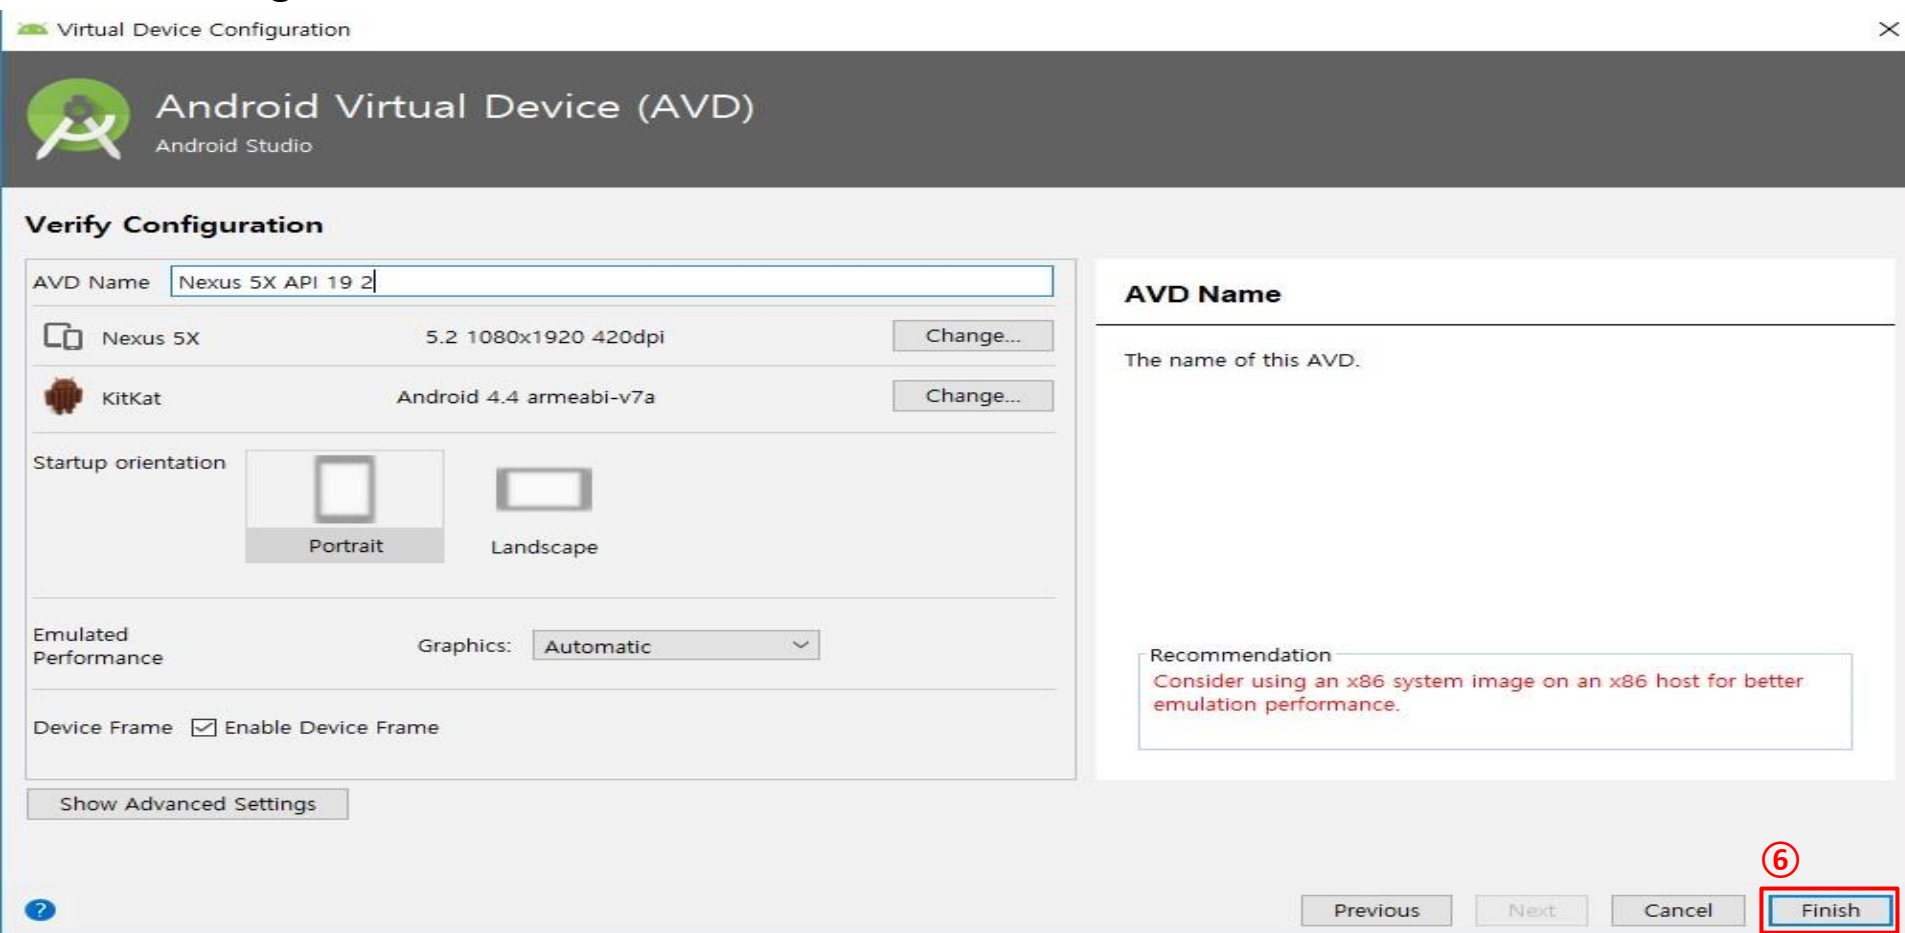 Virtual Device Configuration
Android Virtual Device (AVD)
Android Studio
Verify Configuration
AVD Name Nexus 5X API 19 2
Nexus 5X 5.2 1080x1920 420dpi Change...
KitKat Android 4.4 armeabi-v7a Change...
Startup orientation
Portrait Landscape
Emulated
Performance
Graphics: Automatic
Device Frame Enable Device Frame
Show Advanced Settings
AVD Name
The name of this AVD.
Recommendation
Consider using an x86 system image on an x86 host for better
emulation performance.
⑥
? Previous Next Cancel Finish